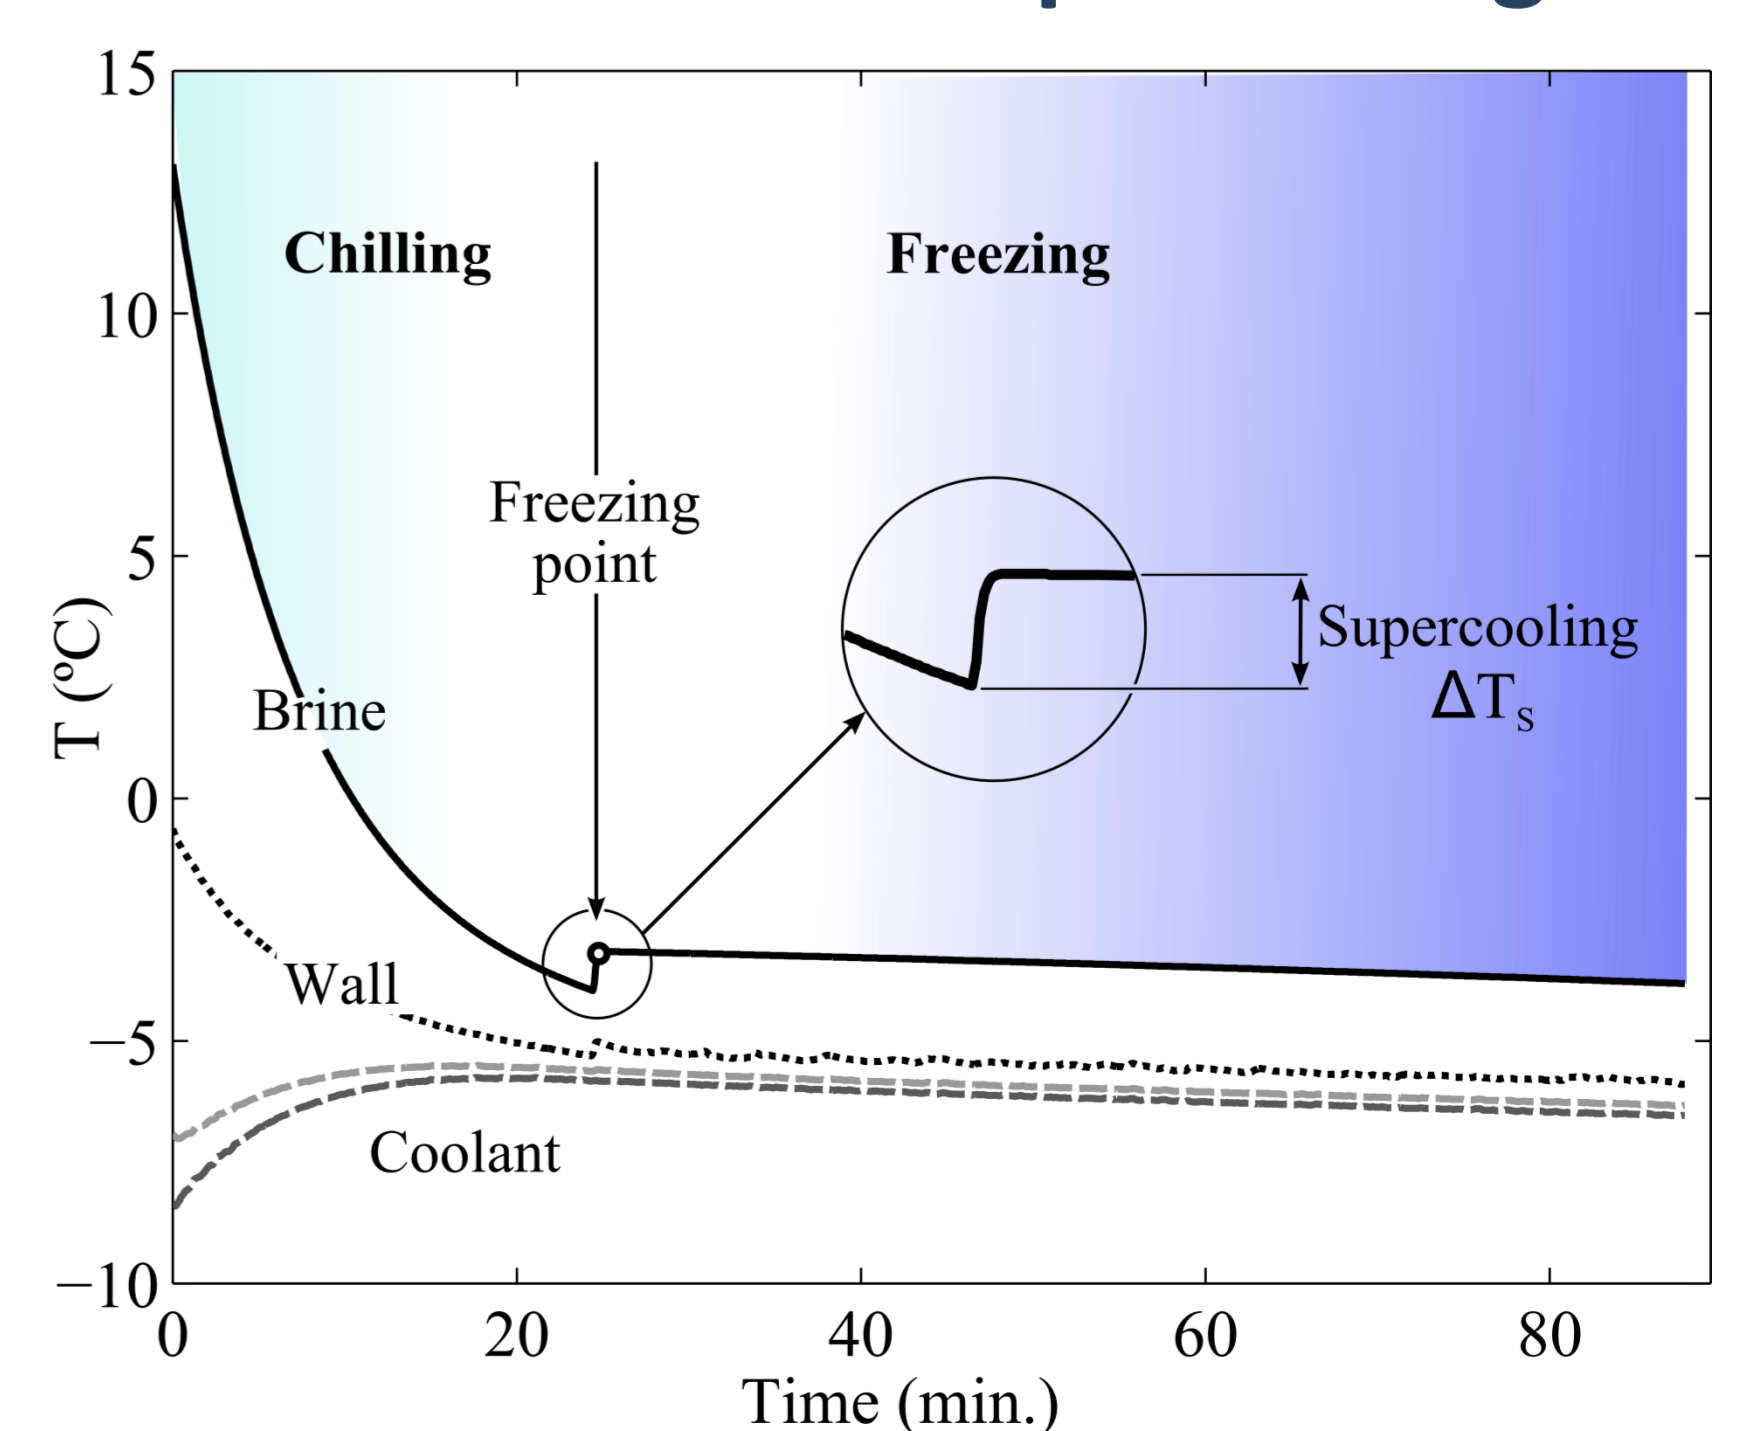 15
Chilling
Freezing
10
Freezing
point
5
Supercooling
ΔTs
T (ºC)
Brine
0
Wall
−5
Coolant
−10
0 20 40 60 80
Time (min.)